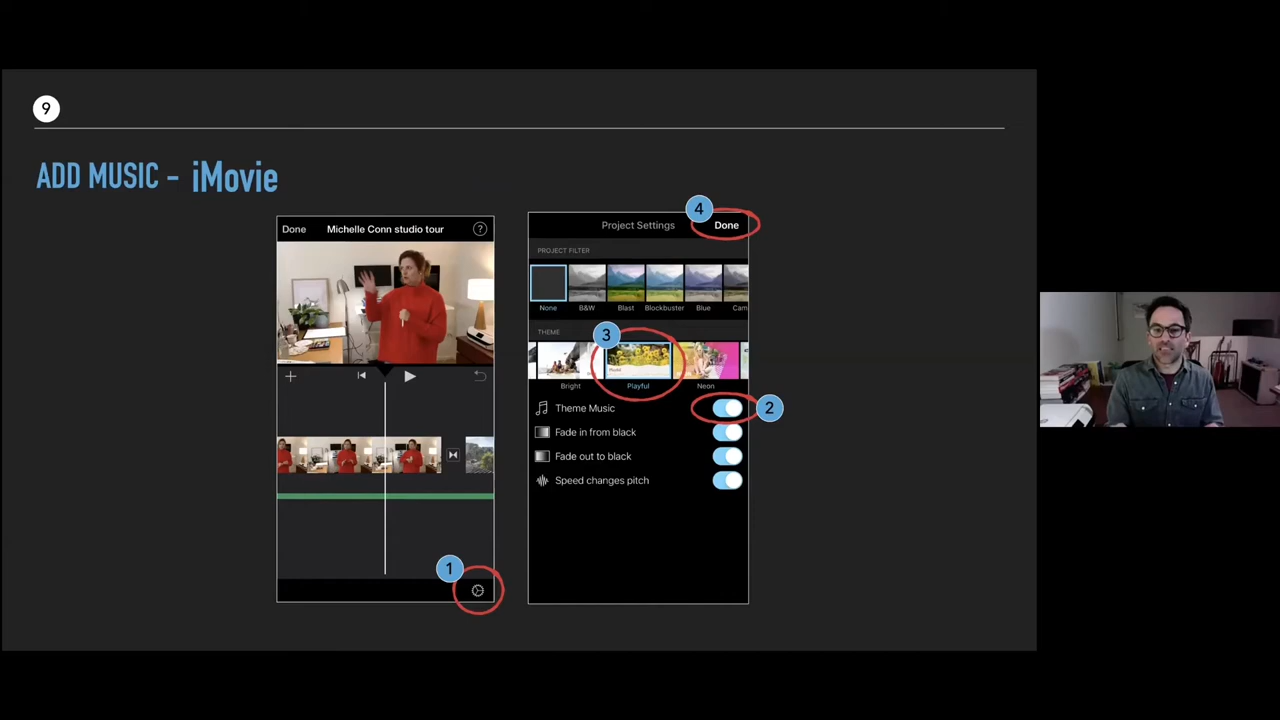 9
ADD MUSIC - iMovie
Done Michelle Conn studio tour ?
1
4
Project Settings Done
PROJECT FILTER
None B&W Blast Blockbuster Blue Cam
THEME
3
Bright Playful Neon
Theme Music
2
Fade in from black
Fade out to black
Speed changes pitch